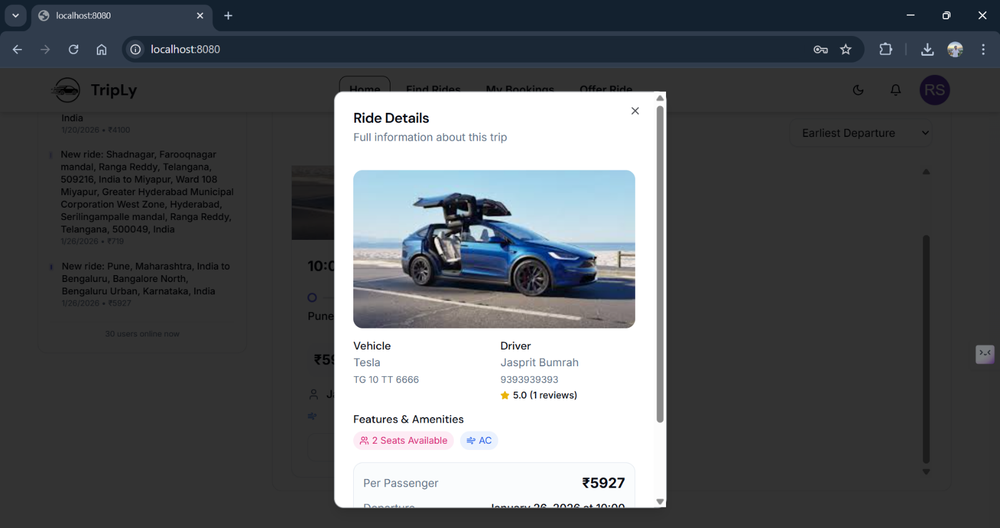 localhost:8080
localhost:8080
TripLy
Home
Find Rides
My Bookings
Offer Ride
RS
India
1/20/2026 • ₹4100
New ride: Shadnagar, Farooqnagar
mandal, Ranga Reddy, Telangana,
509216, India to Miyapur, Ward 108
Miyapur, Greater Hyderabad Municipal
Corporation West Zone, Hyderabad,
Serilingampalle mandal, Ranga Reddy,
Telangana, 500049, India
1/26/2026 • ₹719
New ride: Pune, Maharashtra, India to
Bengaluru, Bangalore North,
Bengaluru Urban, Karnataka, India
1/26/2026 • ₹5927
30 users online now
Earliest Departure
10:0
Pune
₹59
Ja
Ride Details
Full information about this trip
Vehicle
Tesla
TG 10 TT 6666
Driver
Jasprit Bumrah
9393939393
5.0 (1 reviews)
Features & Amenities
2 Seats Available
AC
Per Passenger
₹5927
Departure
January 26, 2026 at 10:00